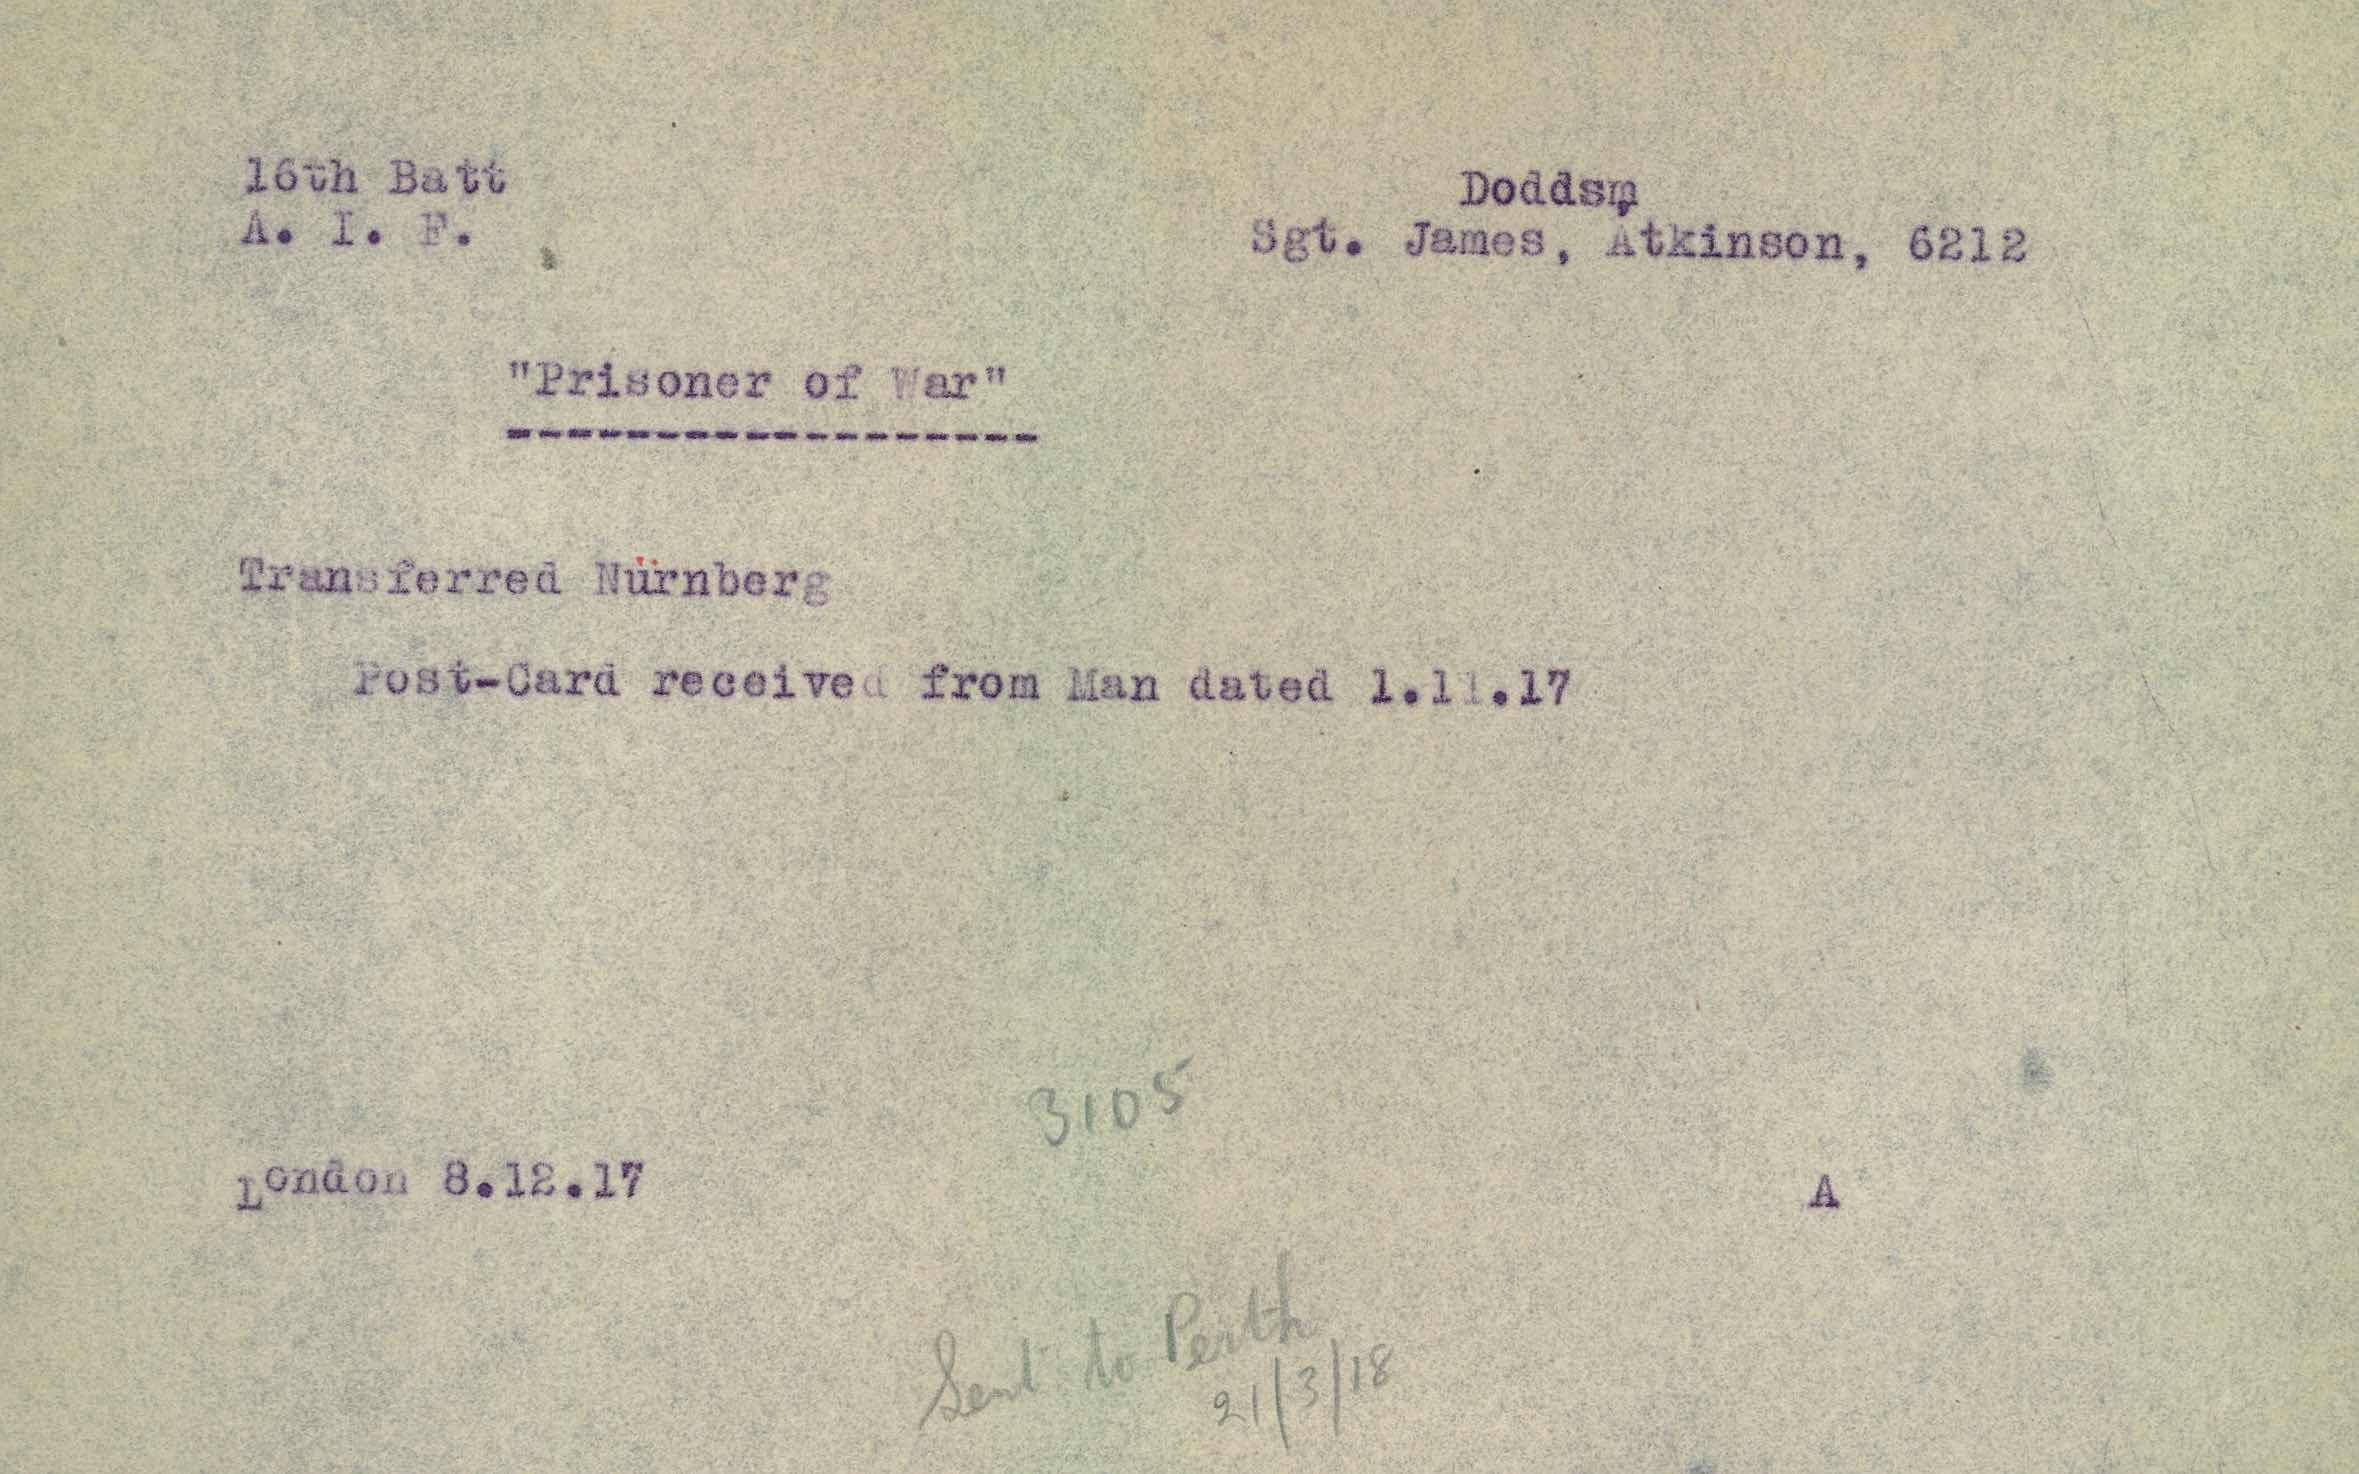 16th Batt
A. I. F.
Doddsm,
Sgt. James, Atkinson, 6212
"Prisoner of War"
------------------
Transferred Nürnberg
Post-Card received from Man dated 1.11.17
3105
London 8.12.17
A
Sent to Perth
21/3/18